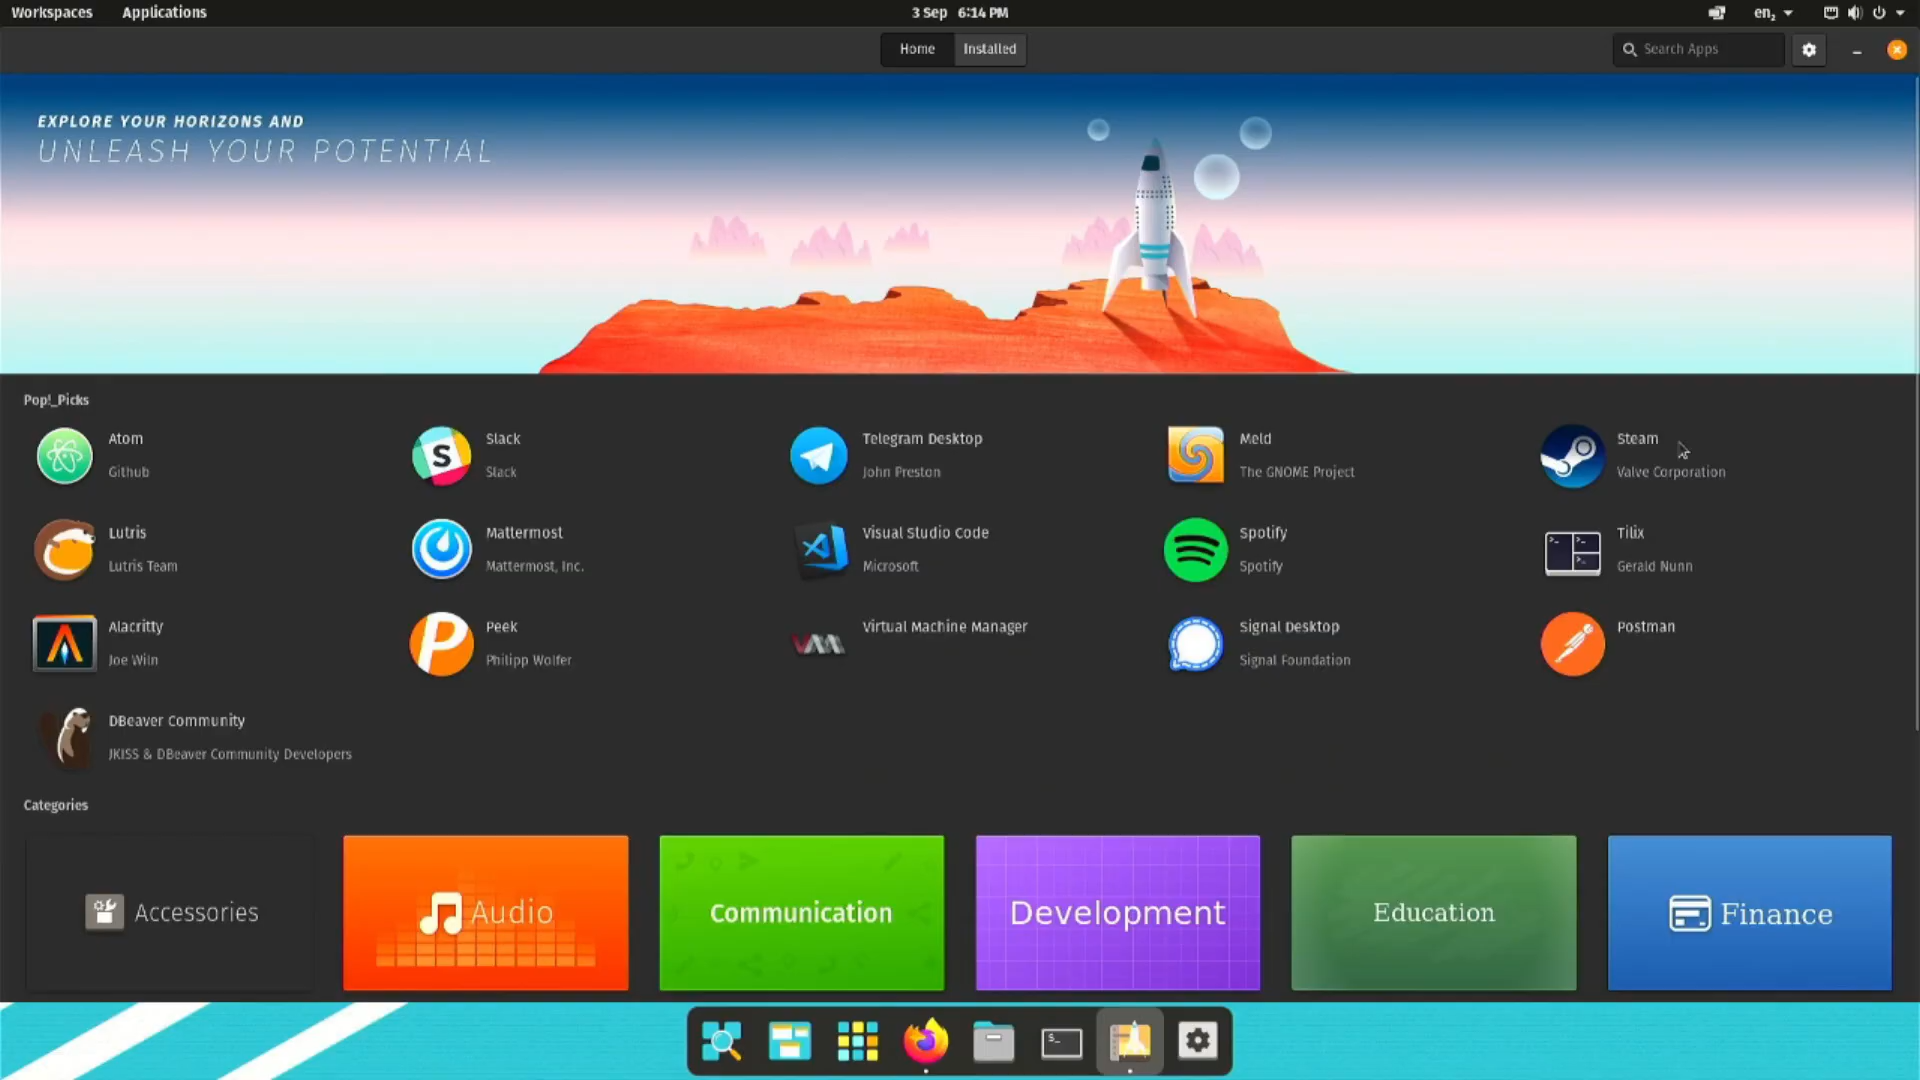 Workspaces
Applications
3 Sep 6:14 PM
en₂
Home
Installed
Search Apps
EXPLORE YOUR HORIZONS AND
UNLEASH YOUR POTENTIAL
Pop!_Picks
Atom
Github
Slack
Slack
Telegram Desktop
John Preston
Meld
The GNOME Project
Steam
Valve Corporation
Lutris
Lutris Team
Mattermost
Mattermost, Inc.
Visual Studio Code
Microsoft
Spotify
Spotify
Tilix
Gerald Nunn
Alacritty
Joe Wiln
Peek
Philipp Wolfer
Virtual Machine Manager
Signal Desktop
Signal Foundation
Postman
DBeaver Community
JKISS & DBeaver Community Developers
Categories
Accessories
Audio
Communication
Development
Education
Finance